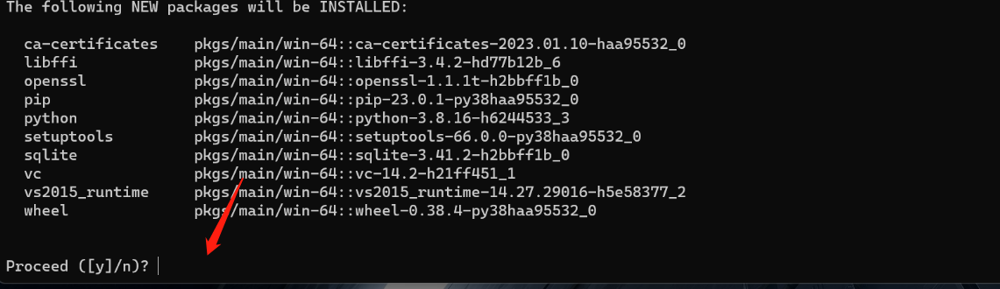 The following NEW packages will be INSTALLED:
ca-certificates pkgs/main/win-64::ca-certificates-2023.01.10-haa95532_0
libffi pkgs/main/win-64::libffi-3.4.2-hd77b12b_6
openssl pkgs/main/win-64::openssl-1.1.1t-h2bbff1b_0
pip pkgs/main/win-64::pip-23.0.1-py38haa95532_0
python pkgs/main/win-64::python-3.8.16-h6244533_3
setuptools pkgs/main/win-64::setuptools-66.0.0-py38haa95532_0
sqlite pkgs/main/win-64::sqlite-3.41.2-h2bbff1b_0
vc pkgs/main/win-64::vc-14.2-h21ff451_1
vs2015_runtime pkgs/main/win-64::vs2015_runtime-14.27.29016-h5e58377_2
wheel pkgs/main/win-64::wheel-0.38.4-py38haa95532_0
Proceed ([y]/n)?